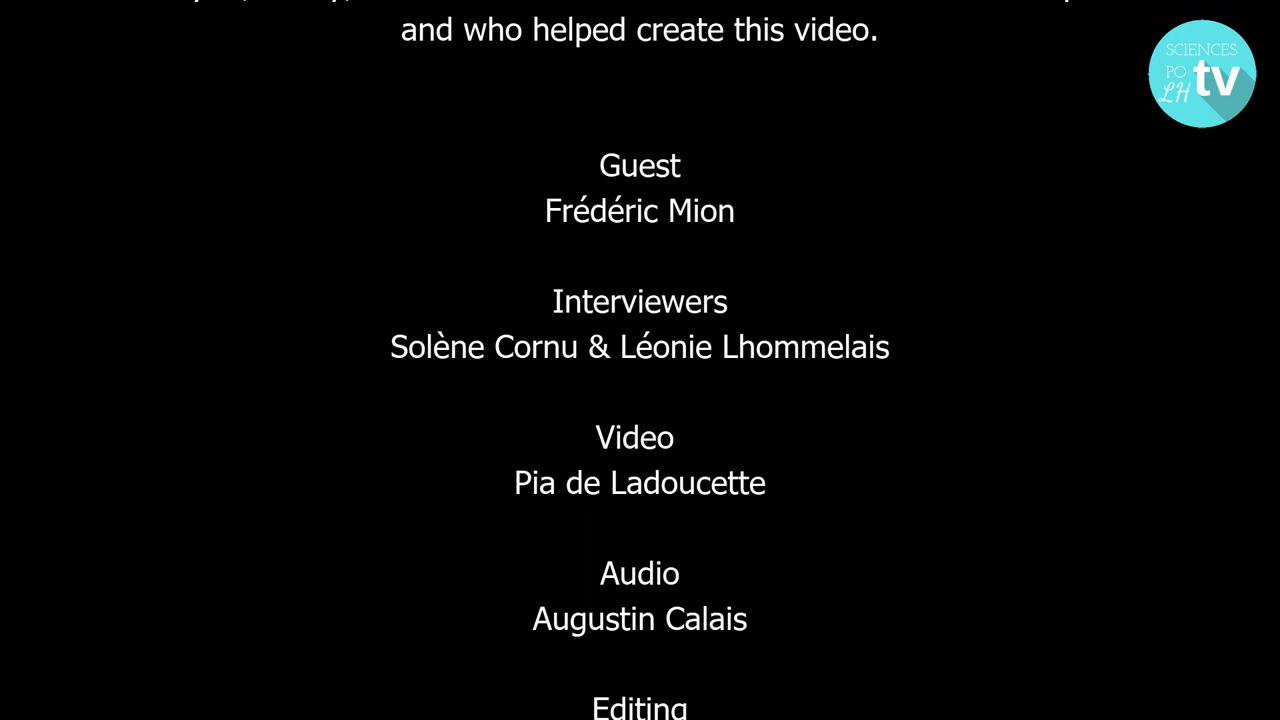 and who helped create this video.
SCIENCES
PO
LH
tv
Guest
Frédéric Mion
Interviewers
Solène Cornu & Léonie Lhommelais
Video
Pia de Ladoucette
Audio
Augustin Calais
Editing